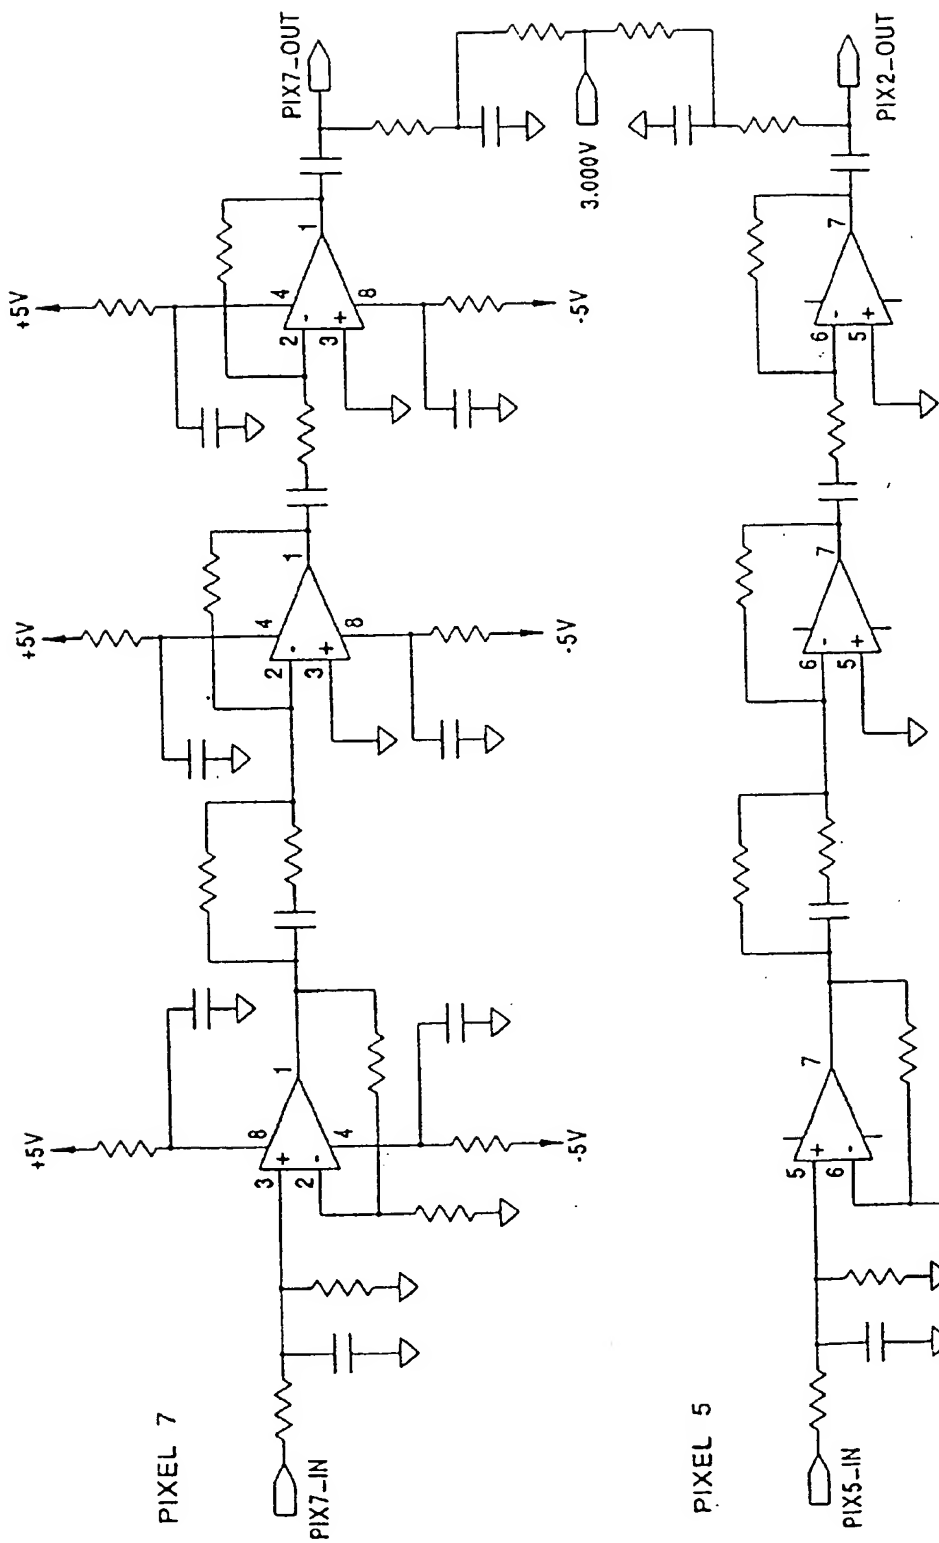 PIXEL 7
PIX7_IN
3
2
+
-
8
4
1
+5V
-5V
2
3
-
+
4
8
1
+5V
-5V
2
3
-
+
4
8
1
+5V
-5V
PIX7_OUT
3.000V
PIXEL 5
PIX5_IN
5
6
+
-
7
6
5
-
+
7
6
5
-
+
7
PIX2_OUT